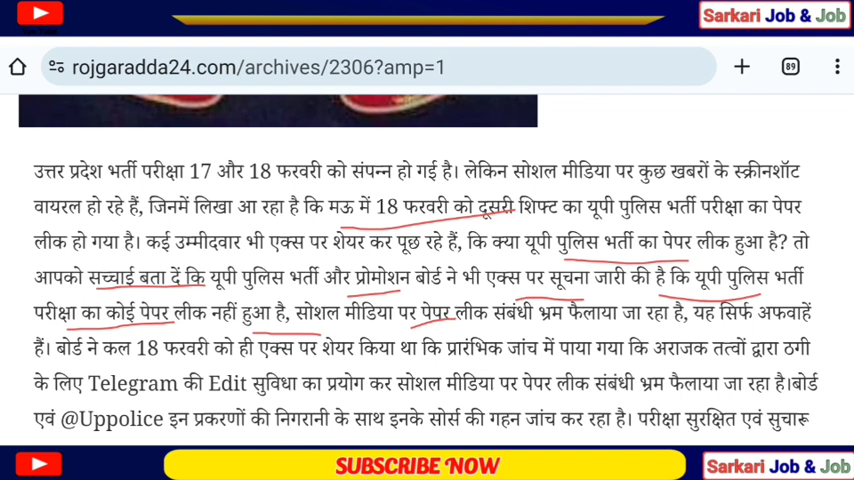 Sarkari Job & Job
rojgaradda24.com/archives/2306?amp=1
89
उत्तर प्रदेश भर्ती परीक्षा 17 और 18 फरवरी को संपन्न हो गई है। लेकिन सोशल मीडिया पर कुछ खबरों के स्क्रीनशॉट
वायरल हो रहे हैं, जिनमें लिखा आ रहा है कि मऊ में 18 फरवरी को दूसरी शिफ्ट का यूपी पुलिस भर्ती परीक्षा का पेपर
लीक हो गया है। कई उम्मीदवार भी एक्स पर शेयर कर पूछ रहे हैं, कि क्या यूपी पुलिस भर्ती का पेपर लीक हुआ है? तो
आपको सच्चाई बता दें कि यूपी पुलिस भर्ती और प्रोमोशन बोर्ड ने भी एक्स पर सूचना जारी की है कि यूपी पुलिस भर्ती
परीक्षा का कोई पेपर लीक नहीं हुआ है, सोशल मीडिया पर पेपर लीक संबंधी भ्रम फैलाया जा रहा है, यह सिर्फ अफवाहें
हैं। बोर्ड ने कल 18 फरवरी को ही एक्स पर शेयर किया था कि प्रारंभिक जांच में पाया गया कि अराजक तत्वों द्वारा ठगी
के लिए Telegram की Edit सुविधा का प्रयोग कर सोशल मीडिया पर पेपर लीक संबंधी भ्रम फैलाया जा रहा है।बोर्ड
एवं @Uppolice इन प्रकरणों की निगरानी के साथ इनके सोर्स की गहन जांच कर रहा है। परीक्षा सुरक्षित एवं सुचारू
SUBSCRIBE NOW
Sarkari Job & Job